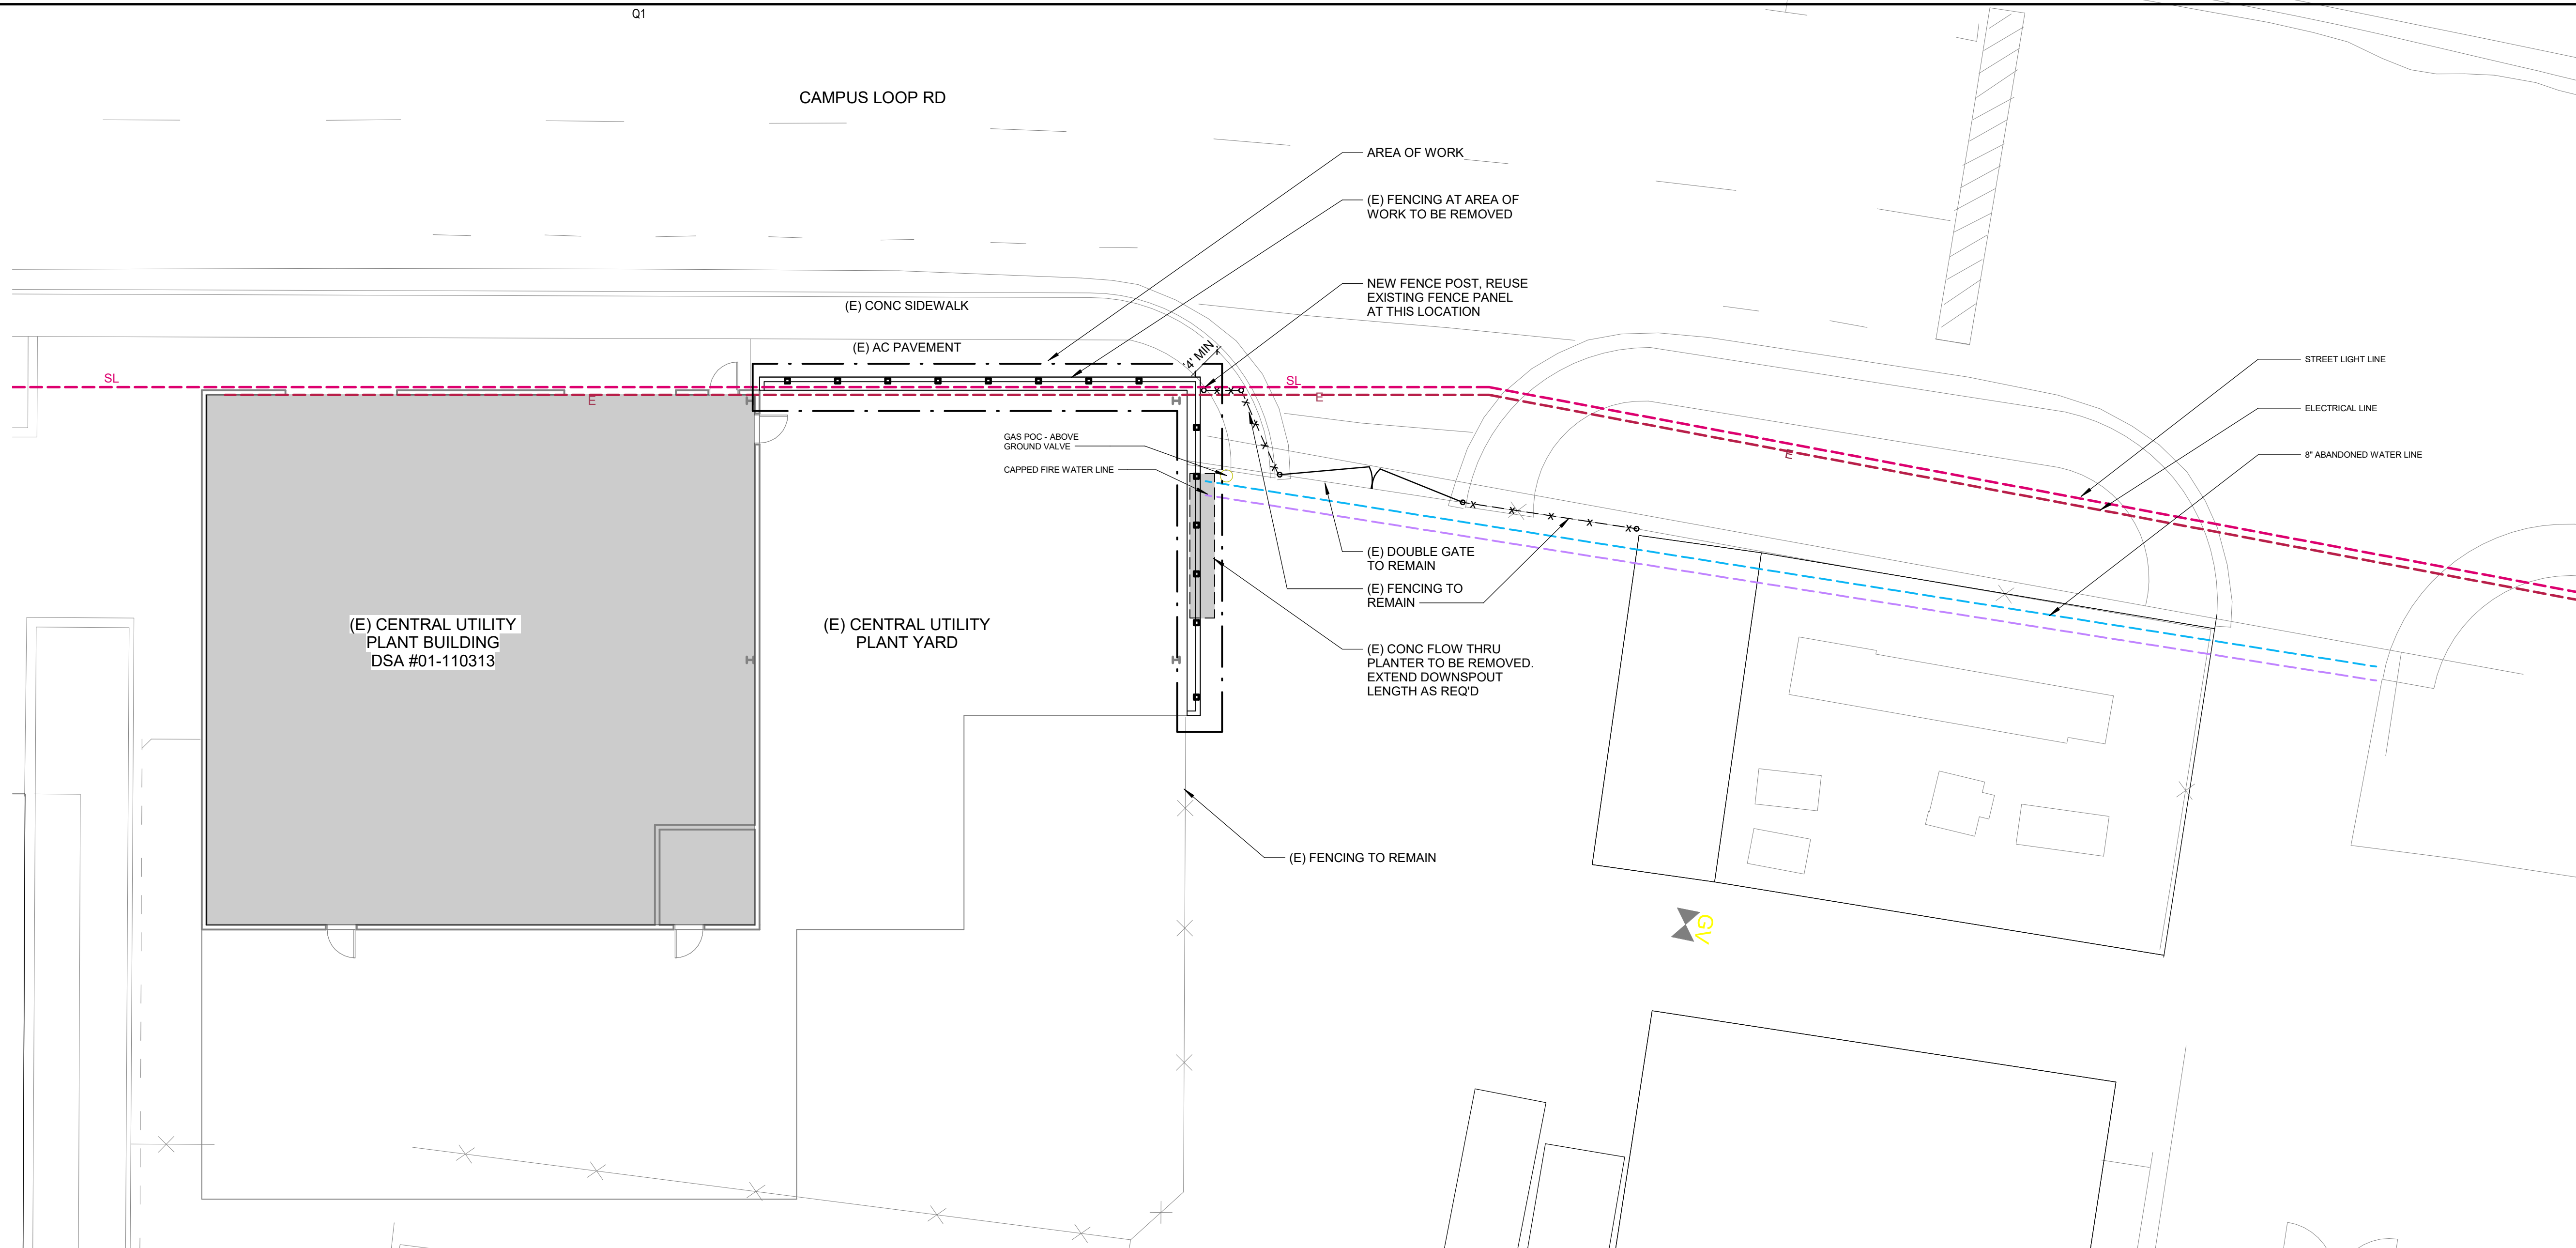 Q1
CAMPUS LOOP RD
AREA OF WORK
(E) FENCING AT AREA OF
WORK TO BE REMOVED
NEW FENCE POST, REUSE
EXISTING FENCE PANEL
AT THIS LOCATION
(E) CONC SIDEWALK
(E) AC PAVEMENT
4' MIN
SL
SL
E
E
E
STREET LIGHT LINE
ELECTRICAL LINE
8" ABANDONED WATER LINE
GAS POC - ABOVE
GROUND VALVE
CAPPED FIRE WATER LINE
(E) DOUBLE GATE
TO REMAIN
(E) FENCING TO
REMAIN
(E) CENTRAL UTILITY
PLANT BUILDING
DSA #01-110313
(E) CENTRAL UTILITY
PLANT YARD
(E) CONC FLOW THRU
PLANTER TO BE REMOVED.
EXTEND DOWNSPOUT
LENGTH AS REQ'D
(E) FENCING TO REMAIN
GV